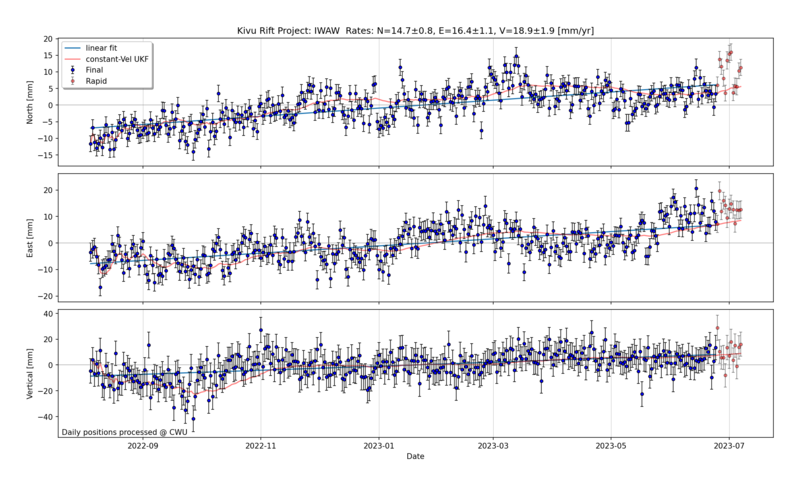 Kivu Rift Project: IWAW  Rates: N=14.7±0.8, E=16.4±1.1, V=18.9±1.9 [mm/yr]
linear fit
constant-Vel UKF
Final
Rapid
North [mm]
20
15
10
5
0
−5
−10
−15
East [mm]
20
10
0
−10
−20
Vertical [mm]
40
20
0
−20
−40
Daily positions processed @ CWU
2022-09 2022-11 2023-01 2023-03 2023-05 2023-07
Date